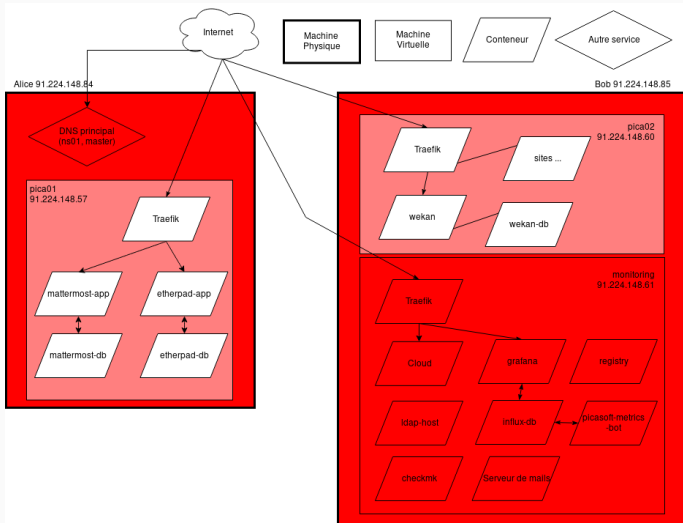 Internet
Machine
Physique
Machine
Virtuelle
Conteneur
Autre service
Alice 91.224.148.84
Bob 91.224.148.85
DNS principal
(ns01, master)
pica01
91.224.148.57
Traefik
mattermost-app
etherpad-app
mattermost-db
etherpad-db
pica02
91.224.148.60
Traefik
sites ...
wekan
wekan-db
monitoring
91.224.148.61
Traefik
Cloud
grafana
registry
ldap-host
influx-db
picasoft-metrics
-bot
checkmk
Serveur de mails